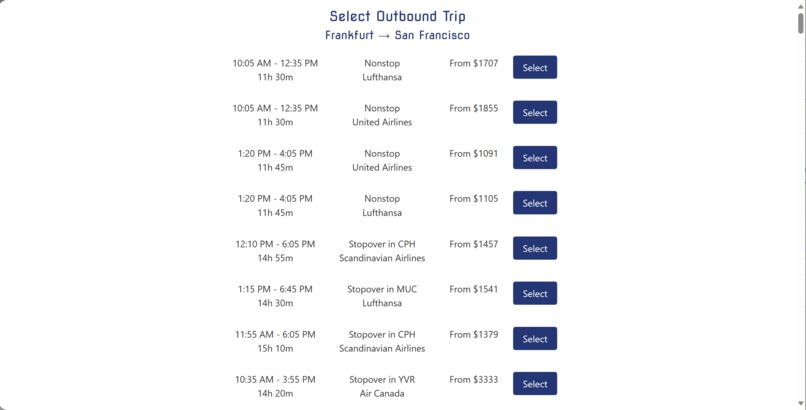 Select Outbound Trip
Frankfurt → San Francisco
10:05 AM - 12:35 PM Nonstop From $1707 Select
11h 30m Lufthansa
10:05 AM - 12:35 PM Nonstop From $1855 Select
11h 30m United Airlines
1:20 PM - 4:05 PM Nonstop From $1091 Select
11h 45m United Airlines
1:20 PM - 4:05 PM Nonstop From $1105 Select
11h 45m Lufthansa
12:10 PM - 6:05 PM Stopover in CPH From $1457 Select
14h 55m Scandinavian Airlines
1:15 PM - 6:45 PM Stopover in MUC From $1541 Select
14h 30m Lufthansa
11:55 AM - 6:05 PM Stopover in CPH From $1379 Select
15h 10m Scandinavian Airlines
10:35 AM - 3:55 PM Stopover in YVR From $3333 Select
14h 20m Air Canada